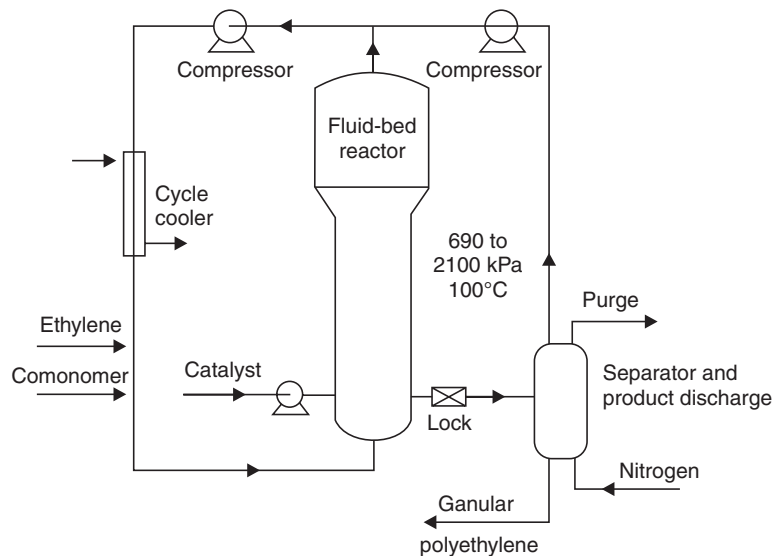 Compressor
Compressor
Fluid-bed
reactor
Cycle
cooler
690 to
2100 kPa
100°C
Purge
Ethylene
Comonomer
Catalyst
Separator and
product discharge
Lock
Nitrogen
Ganular
polyethylene